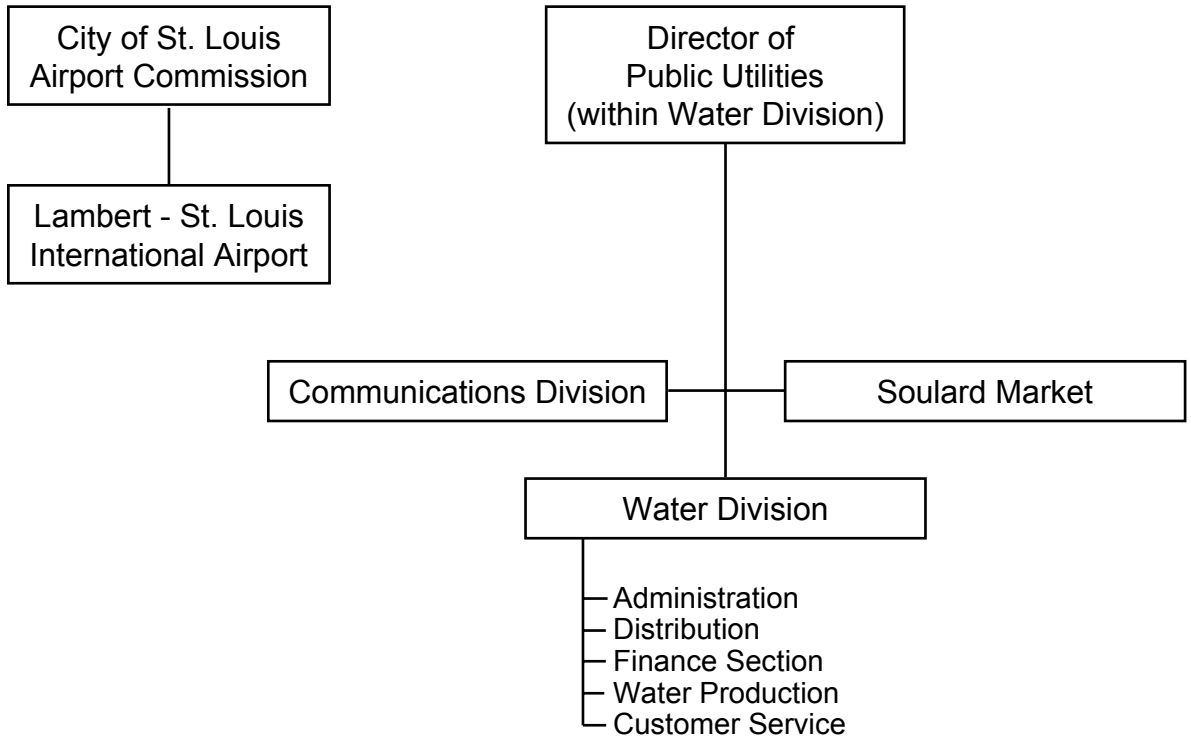 City of St. Louis
Airport Commission
Director of
Public Utilities
(within Water Division)
Lambert - St. Louis
International Airport
Communications Division
Soulard Market
Water Division
Administration
Distribution
Finance Section
Water Production
Customer Service